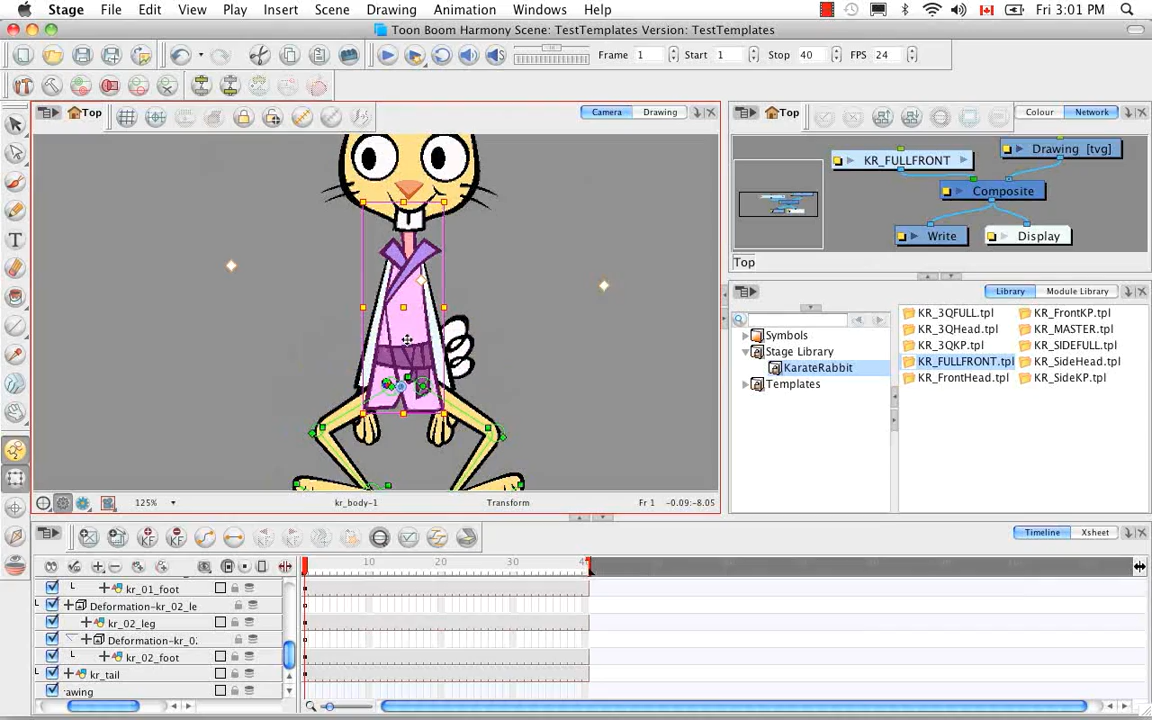 Stage File Edit View Play Insert Scene Drawing Animation Windows Help Fri 3:01 PM
Toon Boom Harmony Scene: TestTemplates Version: TestTemplates
Frame 1 Start 1 Stop 40 FPS 24
Top Camera Drawing
Top Colour Network
KR_FULLFRONT Drawing [tvg]
Composite
Write Display
Top
Library Module Library
Symbols
Stage Library
KarateRabbit
Templates
KR_3QFULL.tpl KR_FrontKP.tpl
KR_3QHead.tpl KR_MASTER.tpl
KR_3QKP.tpl KR_SIDEFULL.tpl
KR_FULLFRONT.tpl KR_SideHead.tpl
KR_FrontHead.tpl KR_SideKP.tpl
125% kr_body-1 Transform Fr 1 -0.09:-8.05
Timeline Xsheet
10 20 30
kr_01_foot
Deformation-kr_02_le
kr_02_leg
Deformation-kr_0.
kr_02_foot
kr_tail
rawing